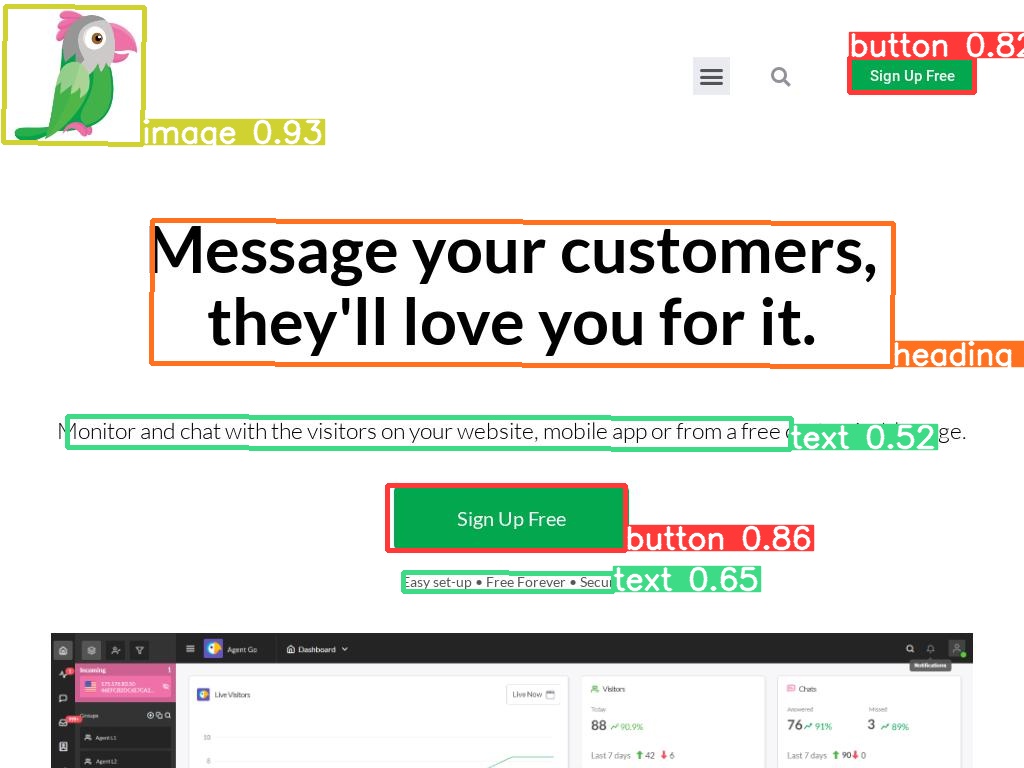 button 0.82
Sign Up Free
image 0.93
Message your customers,
they'll love you for it.
heading
Monitor and chat with the visitors on your website, mobile app or from a free
text 0.52
Sign Up Free
button 0.86
Easy set-up • Free Forever • Secur
text 0.65
Agent Go
Dashboard
Notifications
Incoming 1
Live Visitors
Live Now
Visitors
Chats
Today
Answered
Missed
88 90.9%
76 91%
3 89%
Groups
Agent L1
10
Last 7 days 42 6
Last 7 days 90 0
Agent L2
8